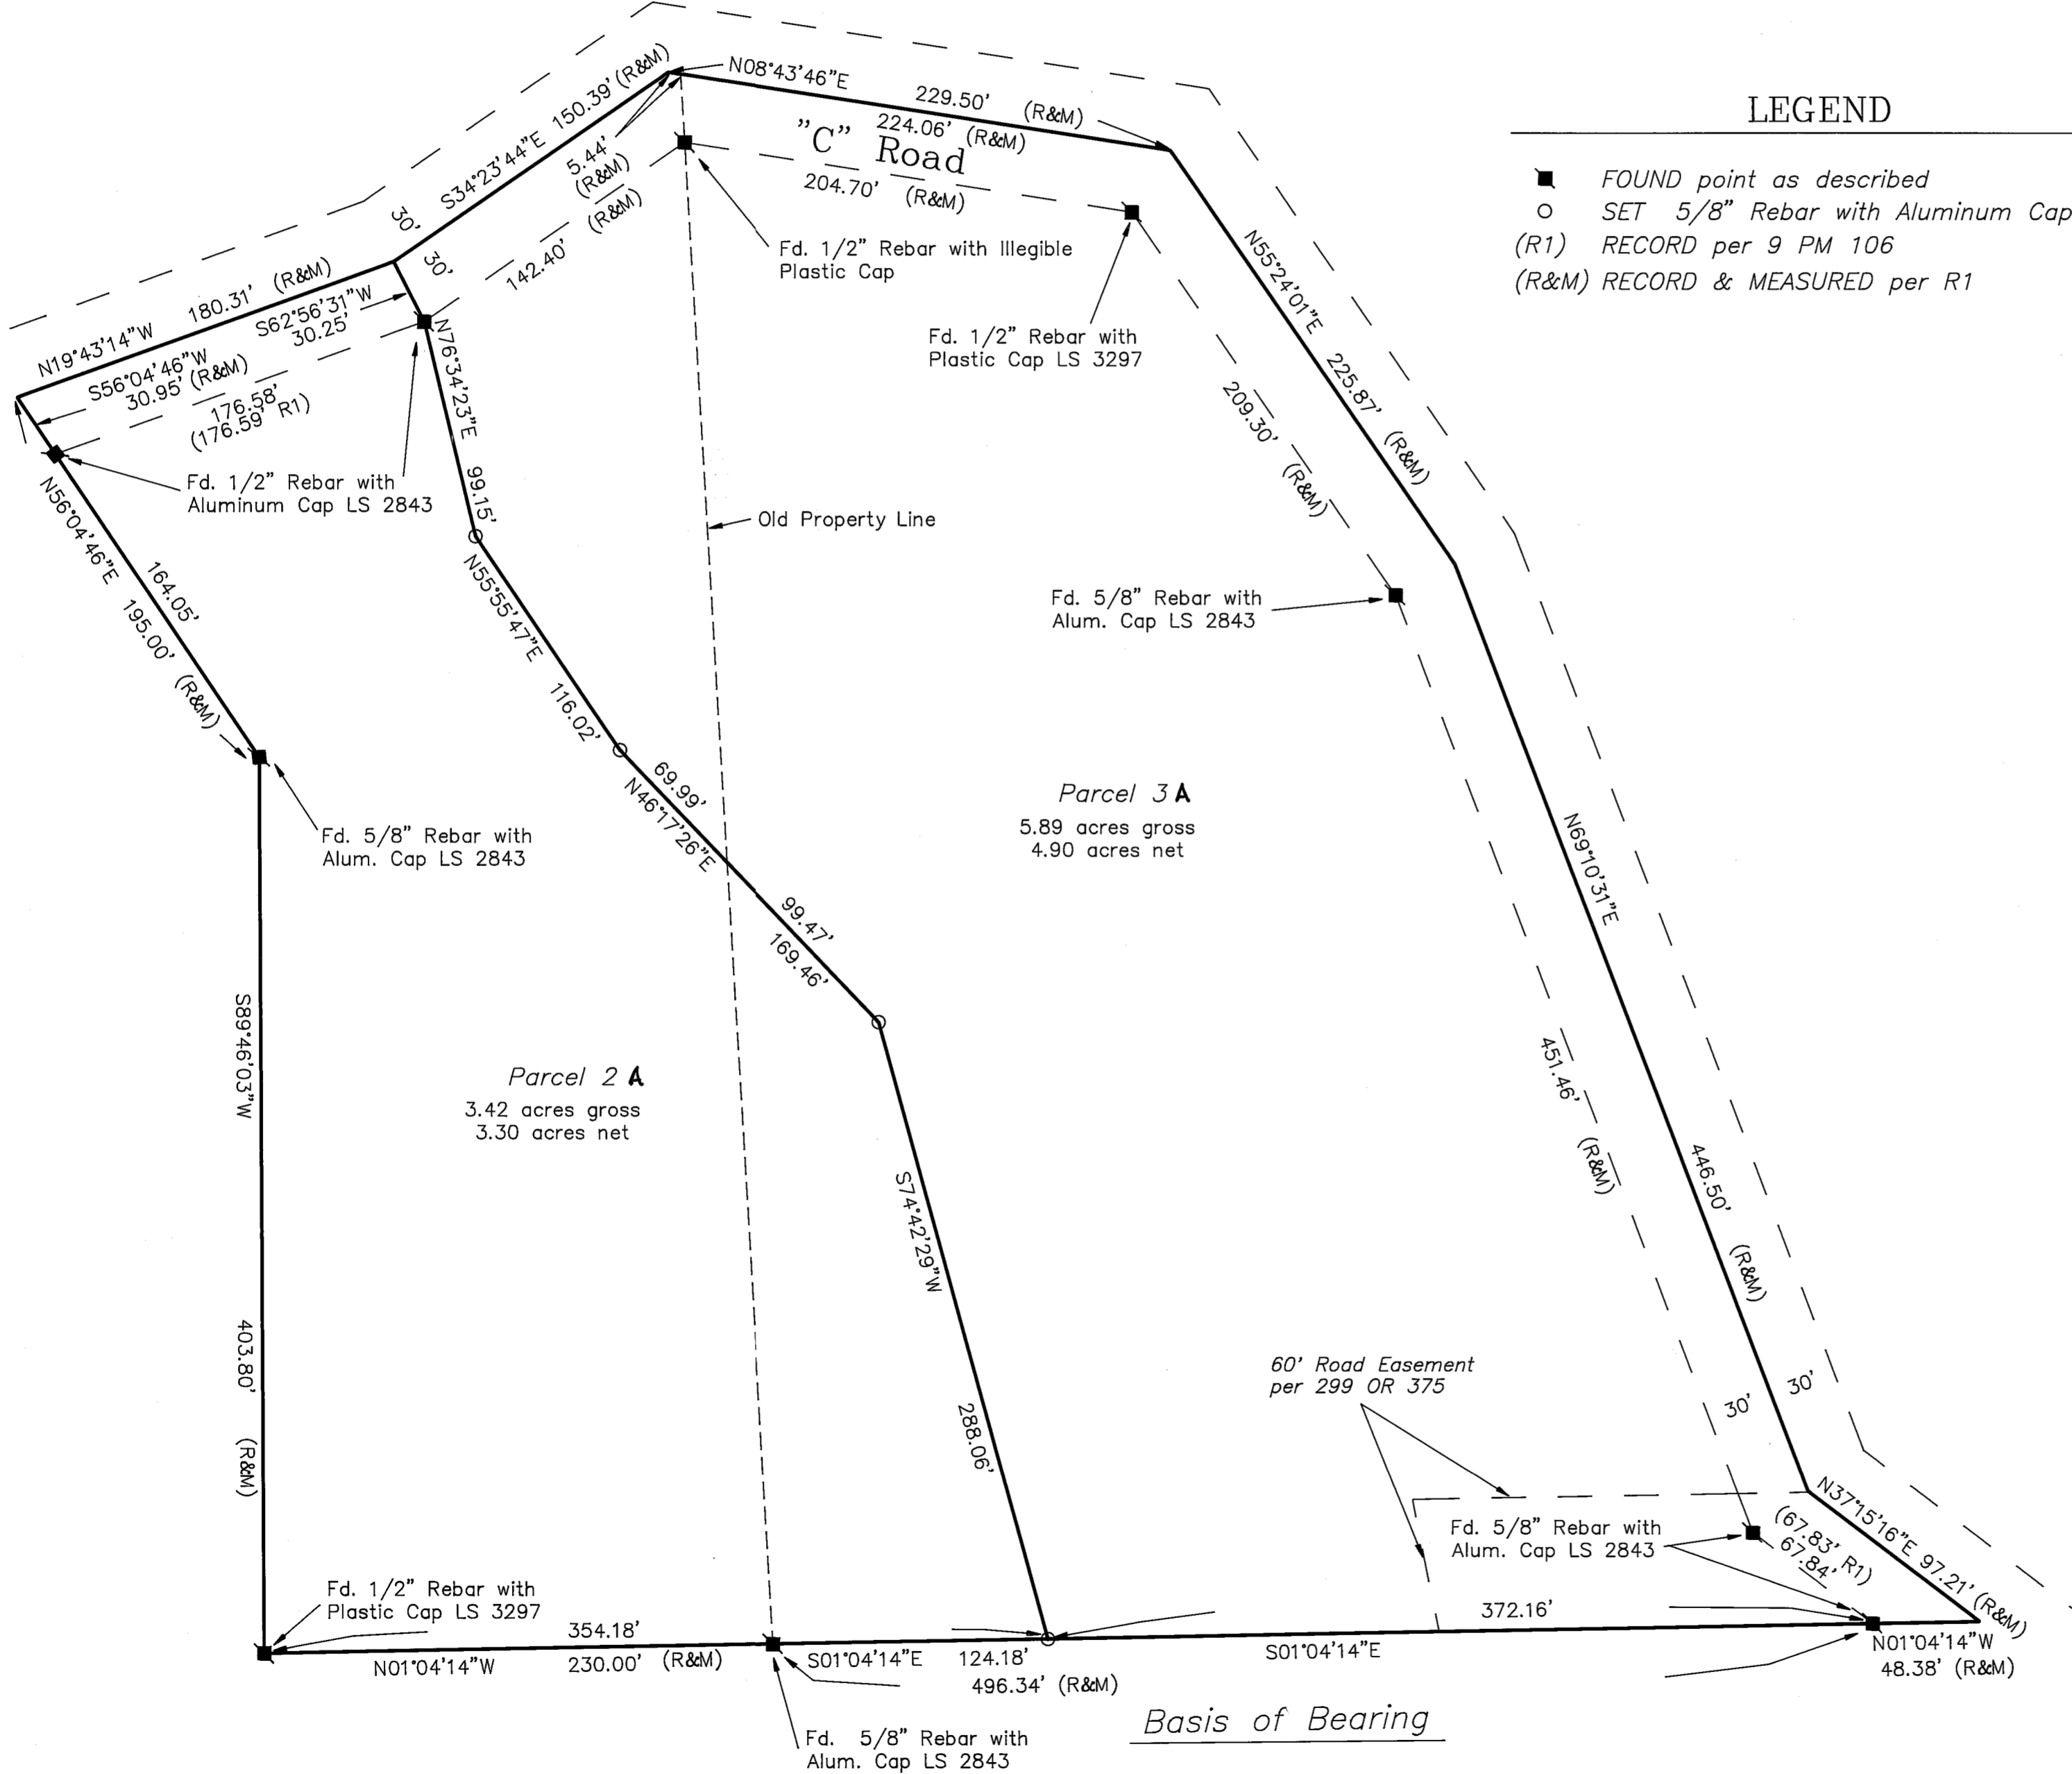 N08°43'46"E
229.50' (R&M)
224.06' (R&M)
"C" Road
204.70' (R&M)
S34°23'44"E 150.39' (R&M)
5.44'
(R&M)
142.40' (R&M)
30'
30'
LEGEND
FOUND point as described
SET 5/8" Rebar with Aluminum Cap
(R1) RECORD per 9 PM 106
(R&M) RECORD & MEASURED per R1
Fd. 1/2" Rebar with Illegible
Plastic Cap
Fd. 1/2" Rebar with
Plastic Cap LS 3297
N19°43'14"W 180.31' (R&M)
S62°56'31"W
30.25'
S56°04'46"W
30.95' (R&M)
176.58'
(176.59' R1)
Fd. 1/2" Rebar with
Aluminum Cap LS 2843
N76°34'23"E 99.15'
N55°24'01"E 225.87' (R&M)
209.30' (R&M)
Old Property Line
N56°04'46"E 195.00' (R&M)
164.05'
N55°55'47"E 116.02'
Fd. 5/8" Rebar with
Alum. Cap LS 2843
Fd. 5/8" Rebar with
Alum. Cap LS 2843
69.99'
N46°17'26"E
99.47'
169.46'
Parcel 3 A
5.89 acres gross
4.90 acres net
N69°10'31"E 446.50' (R&M)
451.46' (R&M)
S89°46'03"W 403.80' (R&M)
Parcel 2 A
3.42 acres gross
3.30 acres net
S74°42'29"W 288.06'
60' Road Easement
per 299 OR 375
30'
30'
Fd. 5/8" Rebar with
Alum. Cap LS 2843
N37°15'16"E 97.21' (R&M)
(67.83' R1)
67.84'
Fd. 1/2" Rebar with
Plastic Cap LS 3297
354.18'
372.16'
N01°04'14"W 230.00' (R&M)
S01°04'14"E 124.18'
S01°04'14"E
N01°04'14"W
48.38' (R&M)
496.34' (R&M)
Basis of Bearing
Fd. 5/8" Rebar with
Alum. Cap LS 2843